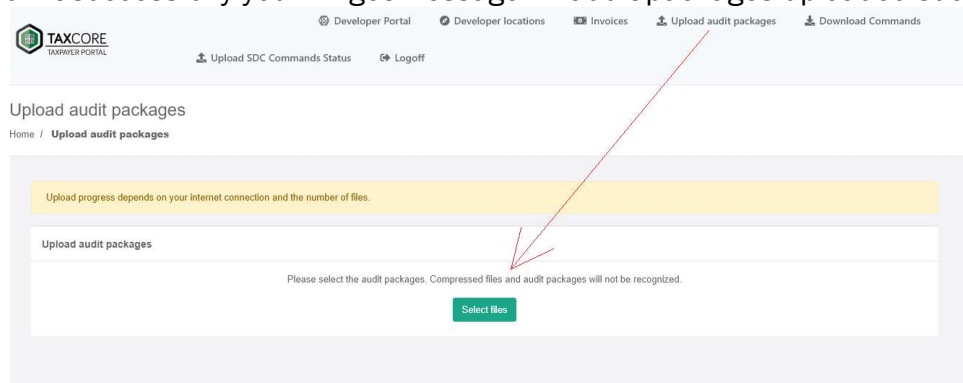 Developer Portal Developer locations Invoices Upload audit packages Download Commands
TAXCORE
TAXPAYER PORTAL
Upload SDC Commands Status Logoff
Upload audit packages
Home / Upload audit packages
Upload progress depends on your internet connection and the number of files.
Upload audit packages
Please select the audit packages. Compressed files and audit packages will not be recognized.
Select files